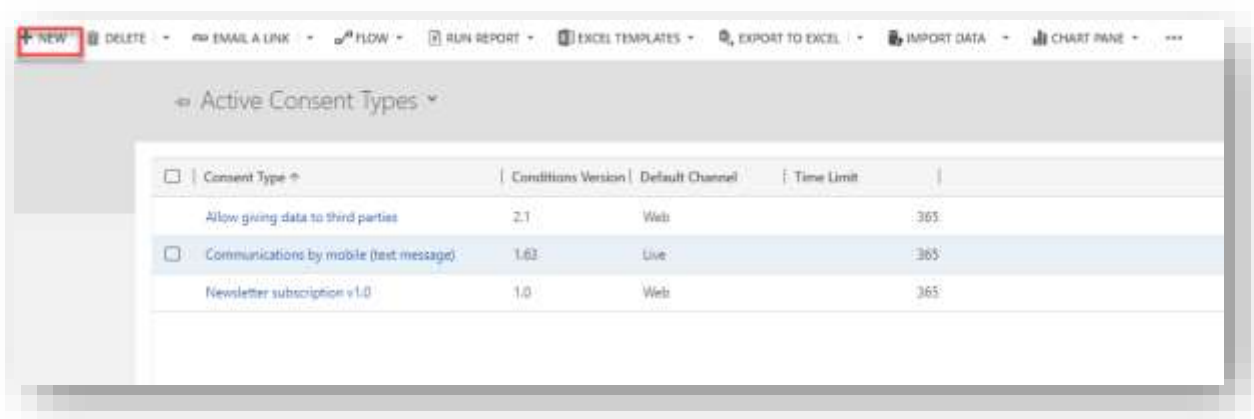 NEW DELETE EMAIL A LINK FLOW RUN REPORT EXCEL TEMPLATES EXPORT TO EXCEL IMPORT DATA CHART PANE ...
Active Consent Types
Consent Type Conditions Version Default Channel Time Limit
Allow giving data to third parties 2.1 Web 365
Communications by mobile (text message) 1.63 Live 365
Newsletter subscription v1.0 1.0 Web 365